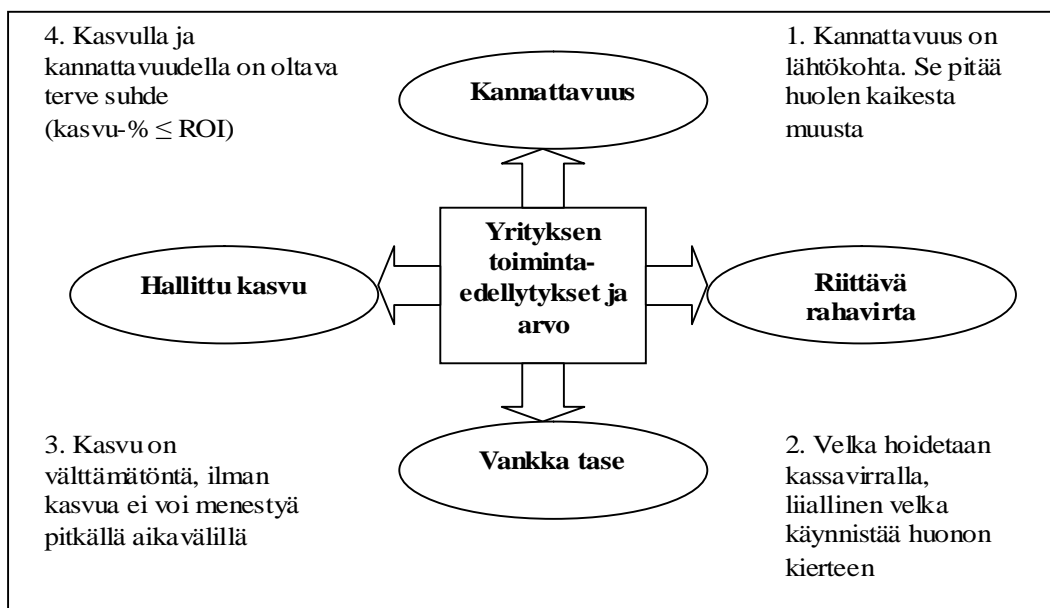 4. Kasvulla ja
kannattavuudella on oltava
terve suhde
(kasvu-% ≤ ROI)
Kannattavuus
1. Kannattavuus on
lähtökohta. Se pitää
huolen kaikesta
muusta
Hallittu kasvu
Yrityksen
toiminta-
edellytykset ja
arvo
Riittävä
rahavirta
3. Kasvu on
välttämätöntä, ilman
kasvua ei voi menestyä
pitkällä aikavälillä
Vankka tase
2. Velka hoidetaan
kassavirralla,
liiallinen velka
käynnistää huonon
kierteen